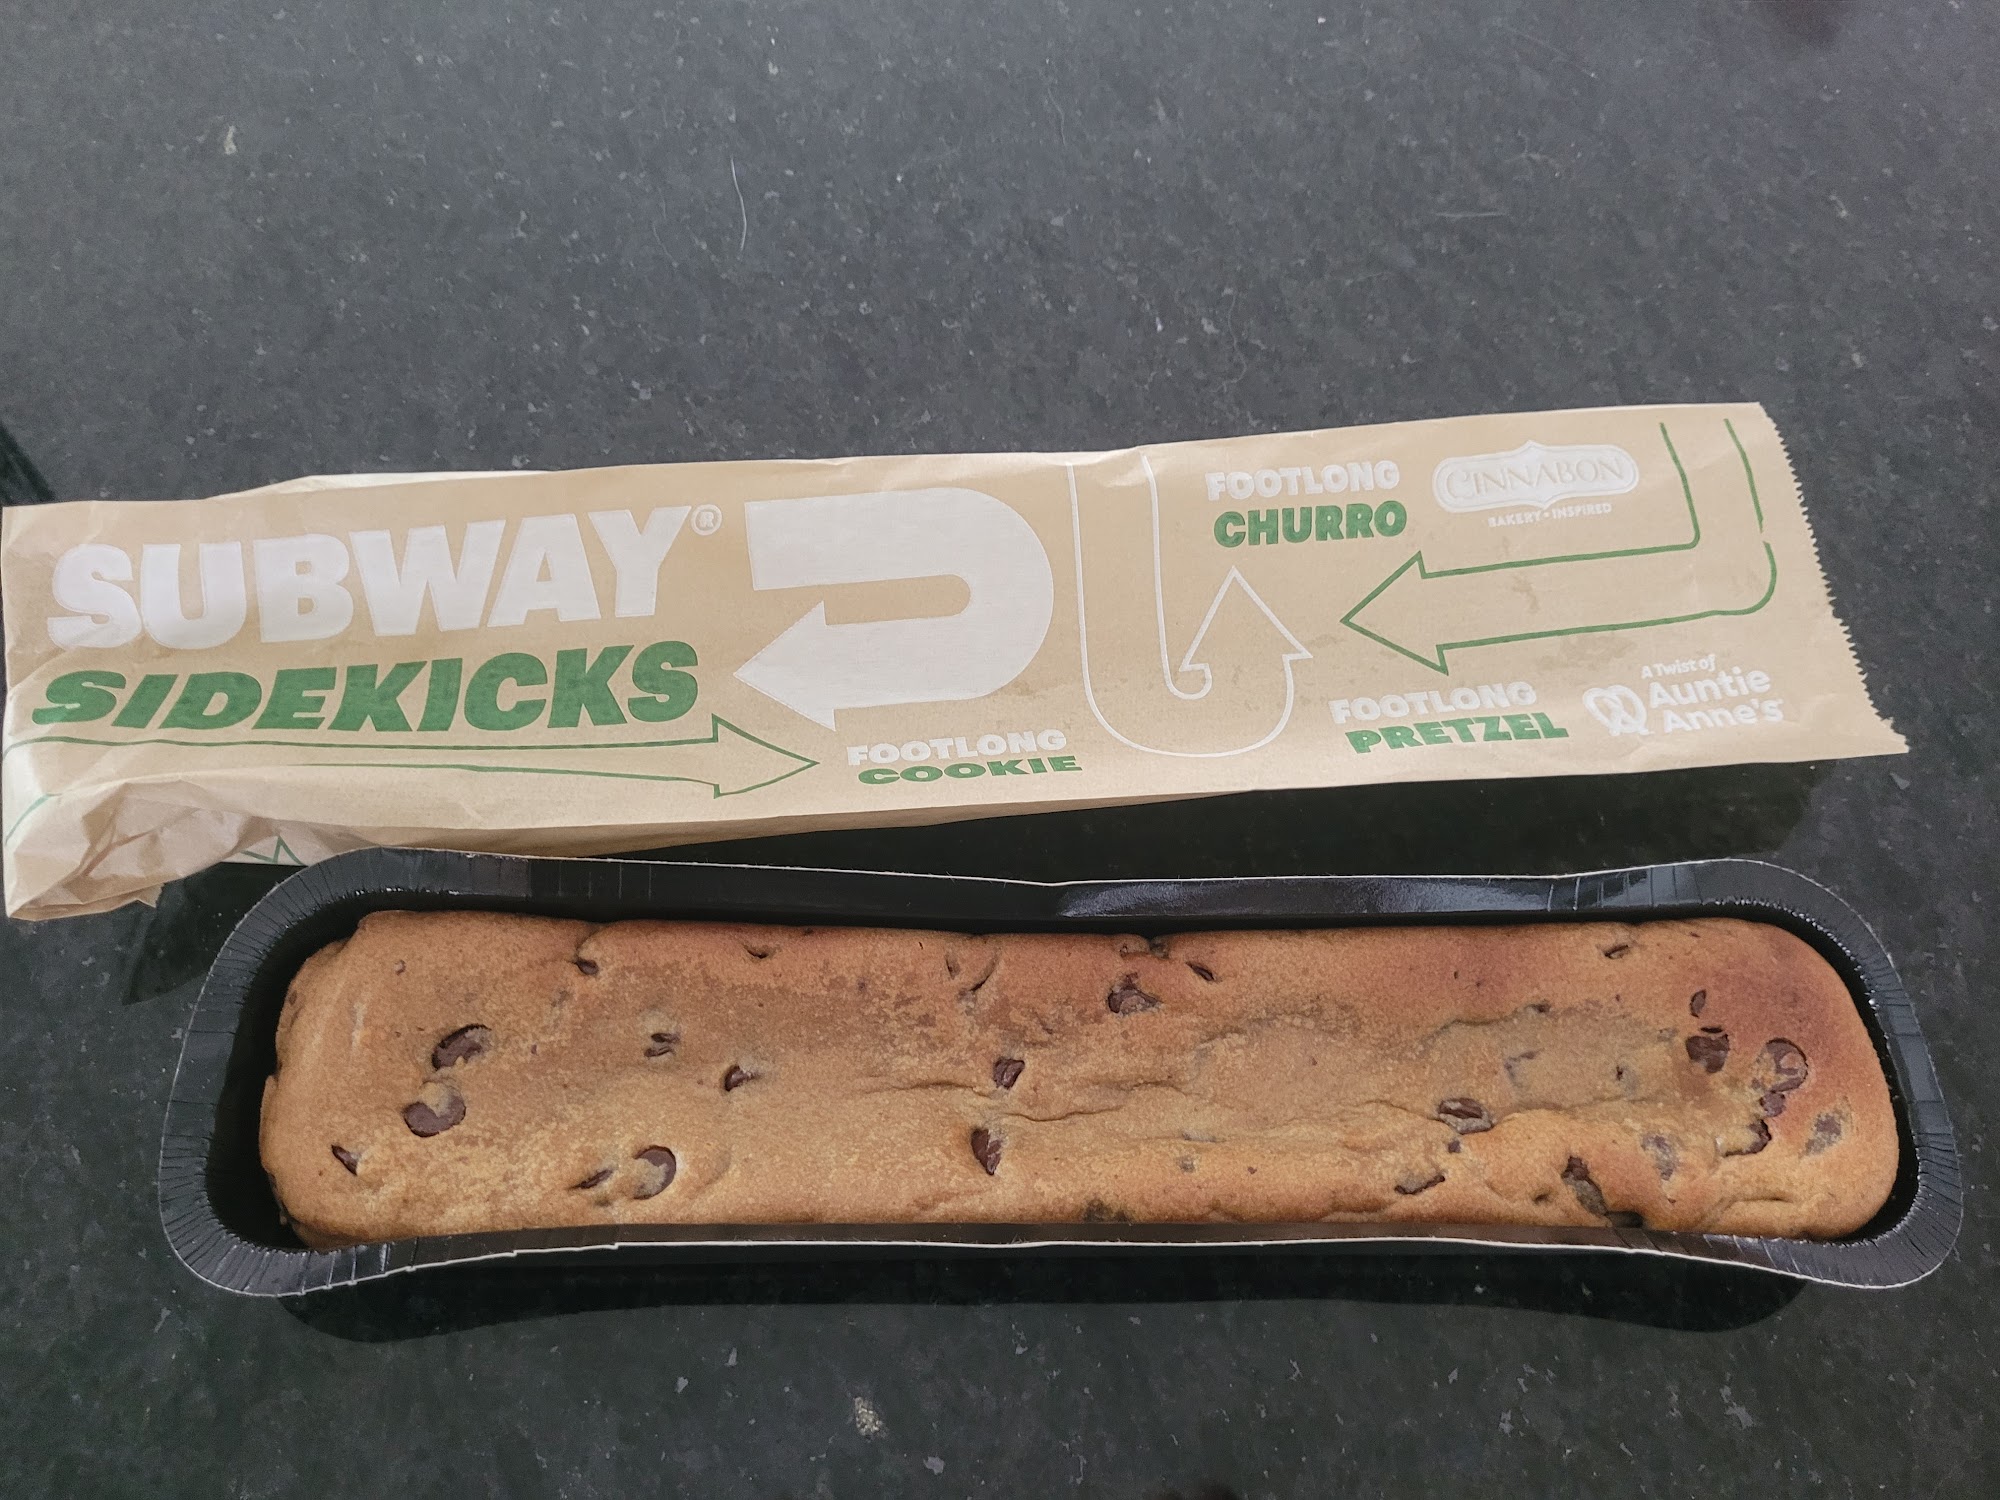 SUBWAY®
SIDEKICKS
FOOTLONG
COOKIE
FOOTLONG
CHURRO
CINNABON
BAKERY • INSPIRED
FOOTLONG
PRETZEL
A Twist of
Auntie
Anne's